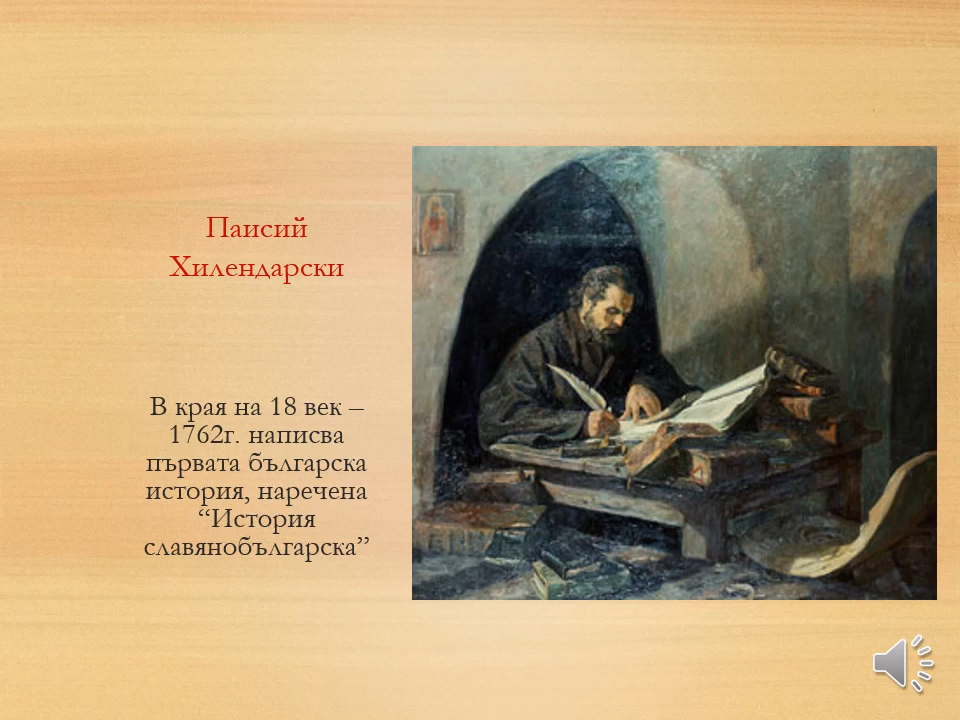 Паисий
Хилендарски
В края на 18 век –
1762г. написва
първата българска
история, наречена
“История
славянобългарска”